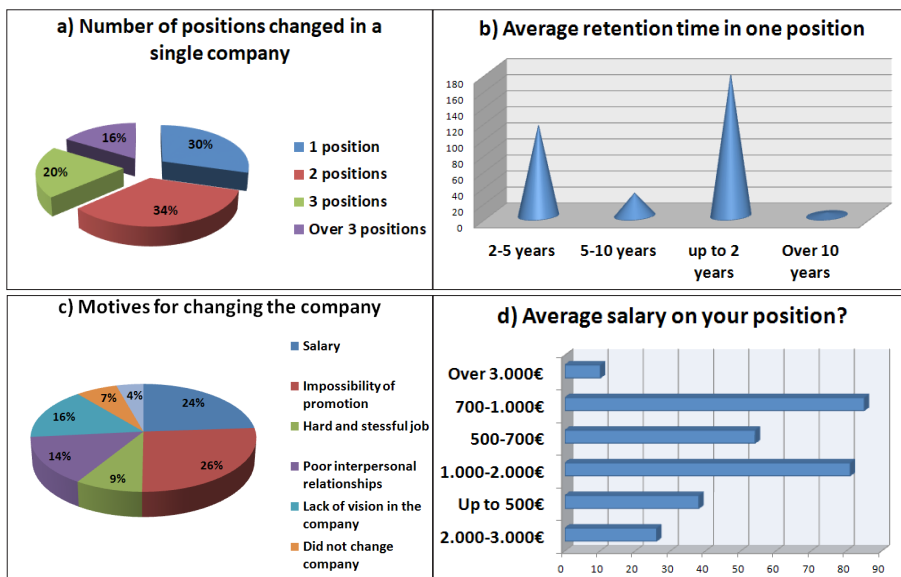 a) Number of positions changed in a
single company
16%
30%
20%
34%
1 position
2 positions
3 positions
Over 3 positions
b) Average retention time in one position
180
160
140
120
100
80
60
40
20
0
2-5 years
5-10 years
up to 2
years
Over 10
years
c) Motives for changing the company
7%
4%
24%
16%
14%
9%
26%
Salary
Impossibility of
promotion
Hard and stessful job
Poor interpersonal
relationships
Lack of vision in the
company
Did not change
company
d) Average salary on your position?
Over 3.000€
700-1.000€
500-700€
1.000-2.000€
Up to 500€
2.000-3.000€
0 10 20 30 40 50 60 70 80 90